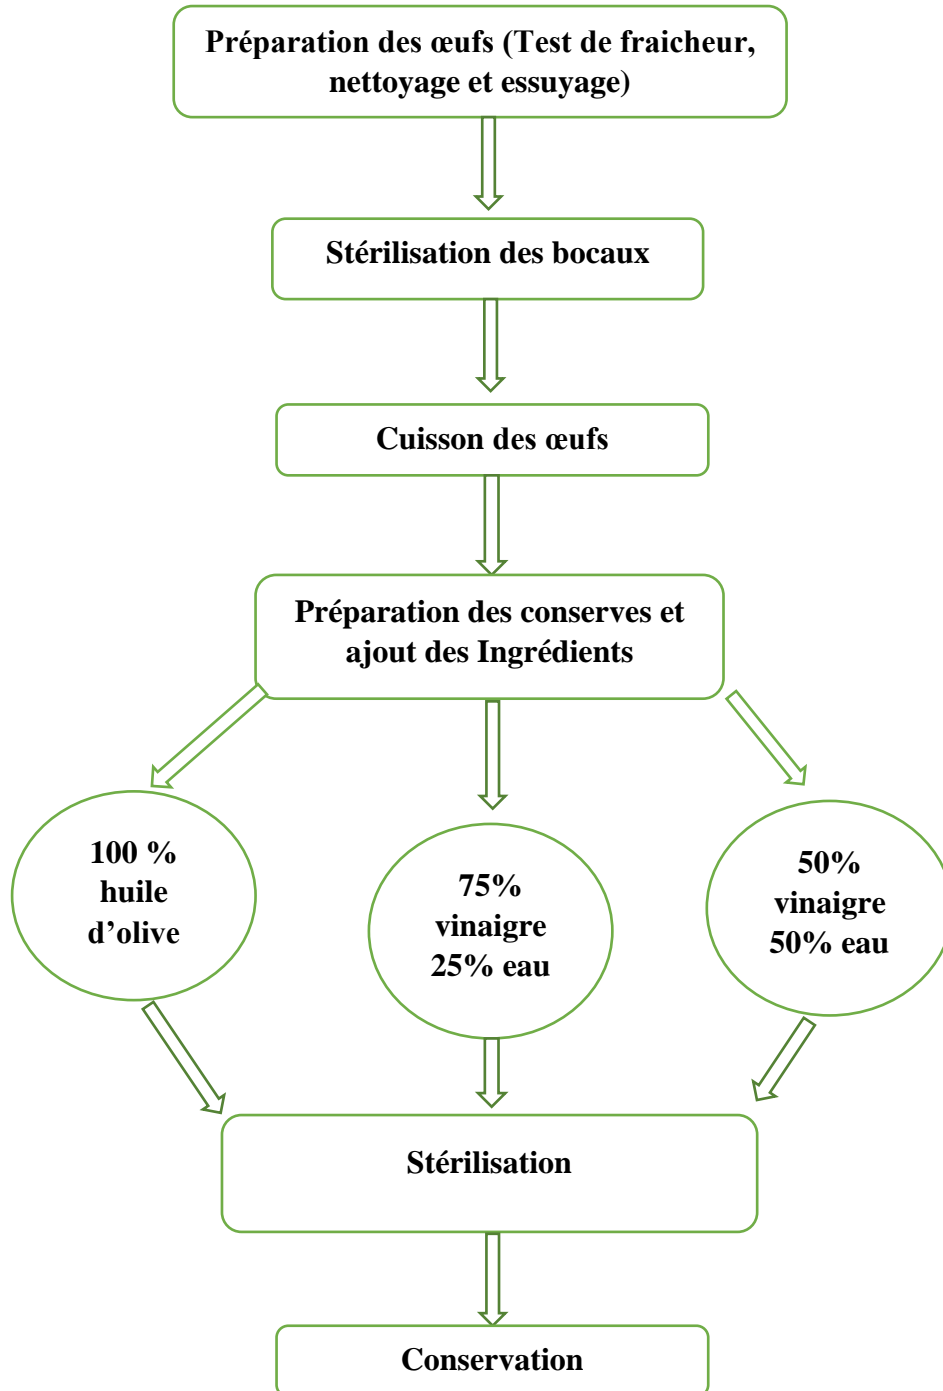 Préparation des œufs (Test de fraicheur,
nettoyage et essuyage)
Stérilisation des bocaux
Cuisson des œufs
Préparation des conserves et
ajout des Ingrédients
100 %
huile
d’olive
75%
vinaigre
25% eau
50%
vinaigre
50% eau
Stérilisation
Conservation